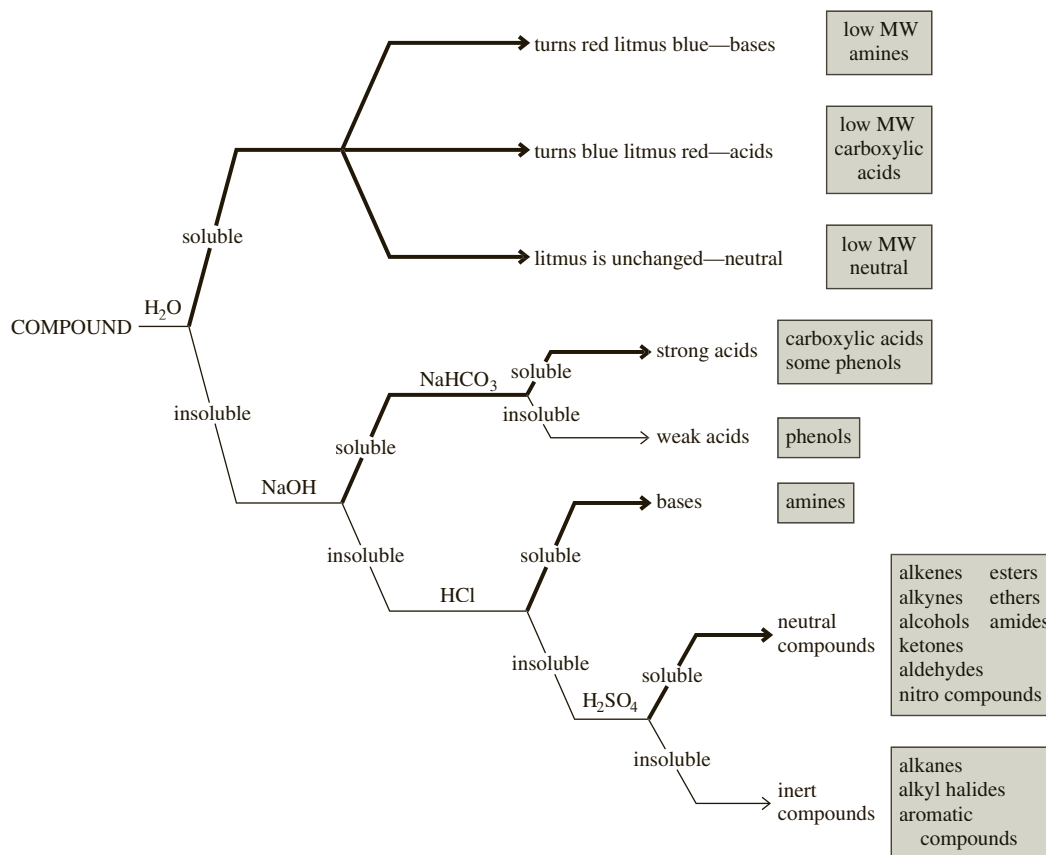 turns red litmus blue—bases
low MW
amines
turns blue litmus red—acids
low MW
carboxylic
acids
soluble
litmus is unchanged—neutral
low MW
neutral
COMPOUND
H₂O
insoluble
NaHCO₃
soluble
strong acids
carboxylic acids
some phenols
insoluble
weak acids
phenols
soluble
NaOH
insoluble
bases
amines
soluble
HCl
insoluble
neutral
compounds
alkenes esters
alkynes ethers
alcohols amides
ketones
aldehydes
nitro compounds
soluble
H₂SO₄
insoluble
inert
compounds
alkanes
alkyl halides
aromatic
compounds